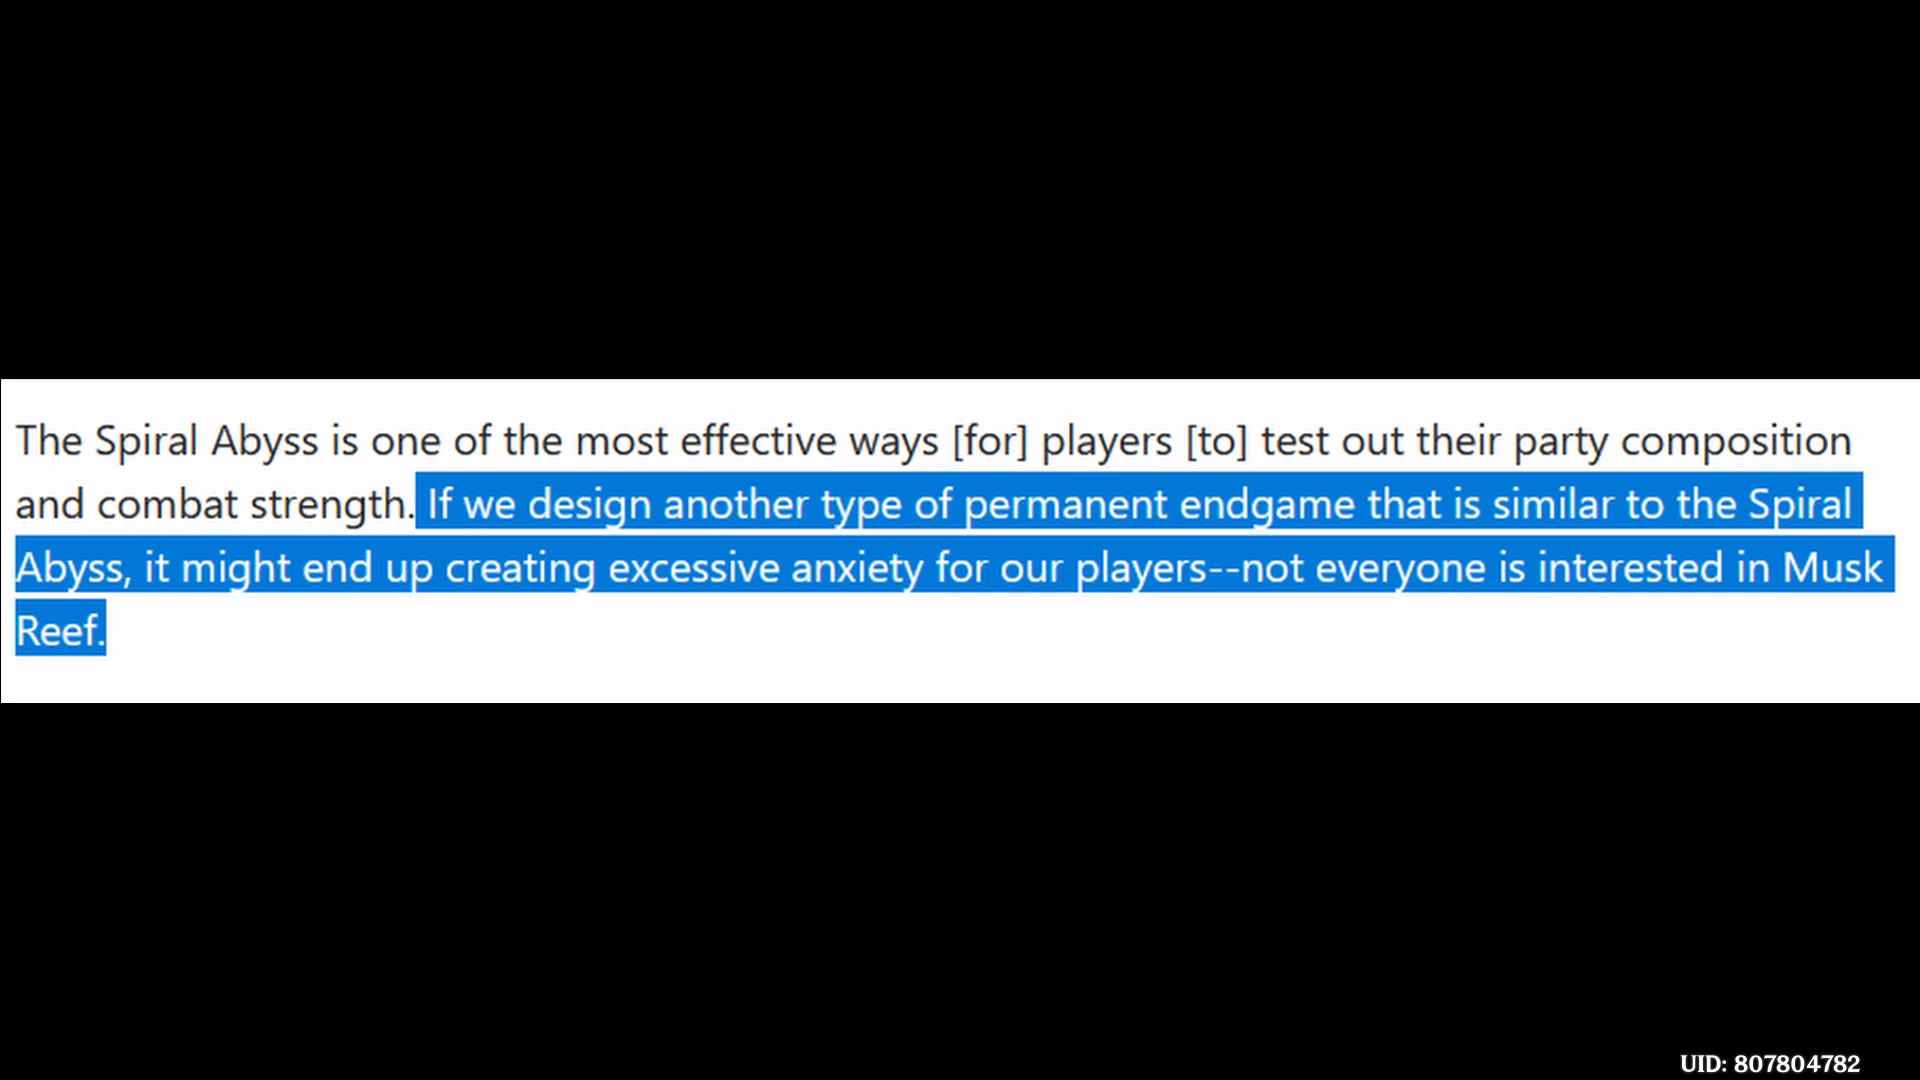 The Spiral Abyss is one of the most effective ways [for] players [to] test out their party composition
and combat strength. If we design another type of permanent endgame that is similar to the Spiral
Abyss, it might end up creating excessive anxiety for our players--not everyone is interested in Musk
Reef.
UID: 807804782